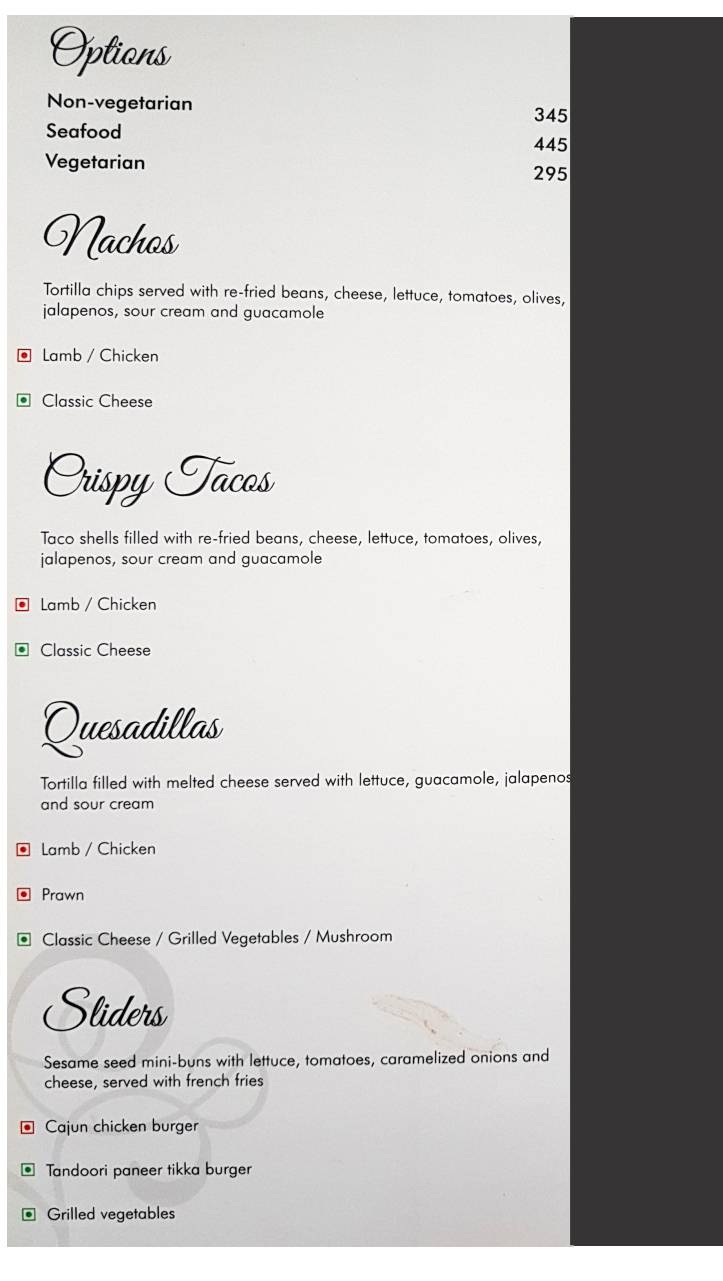 Options
Non-vegetarian 345
Seafood 445
Vegetarian 295
Nachos
Tortilla chips served with re-fried beans, cheese, lettuce, tomatoes, olives,
jalapenos, sour cream and guacamole
Lamb / Chicken
Classic Cheese
Crispy Tacos
Taco shells filled with re-fried beans, cheese, lettuce, tomatoes, olives,
jalapenos, sour cream and guacamole
Lamb / Chicken
Classic Cheese
Quesadillas
Tortilla filled with melted cheese served with lettuce, guacamole, jalapenos
and sour cream
Lamb / Chicken
Prawn
Classic Cheese / Grilled Vegetables / Mushroom
Sliders
Sesame seed mini-buns with lettuce, tomatoes, caramelized onions and
cheese, served with french fries
Cajun chicken burger
Tandoori paneer tikka burger
Grilled vegetables